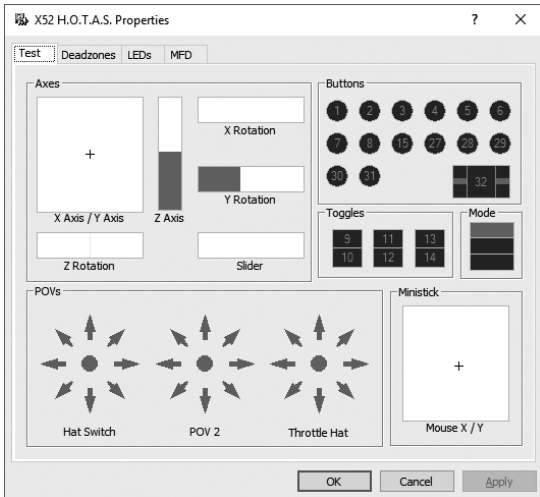 X52 H.O.T.A.S. Properties
Test Deadzones LEDs MFD
Axes
X Axis / Y Axis
Z Axis
X Rotation
Y Rotation
Z Rotation
Slider
Buttons
1 2 3 4 5 6
7 8 15 27 28 29
30 31 32
Toggles
9 11 13
10 12 14
Mode
POVs
Hat Switch
POV 2
Throttle Hat
Ministick
Mouse X / Y
OK Cancel Apply